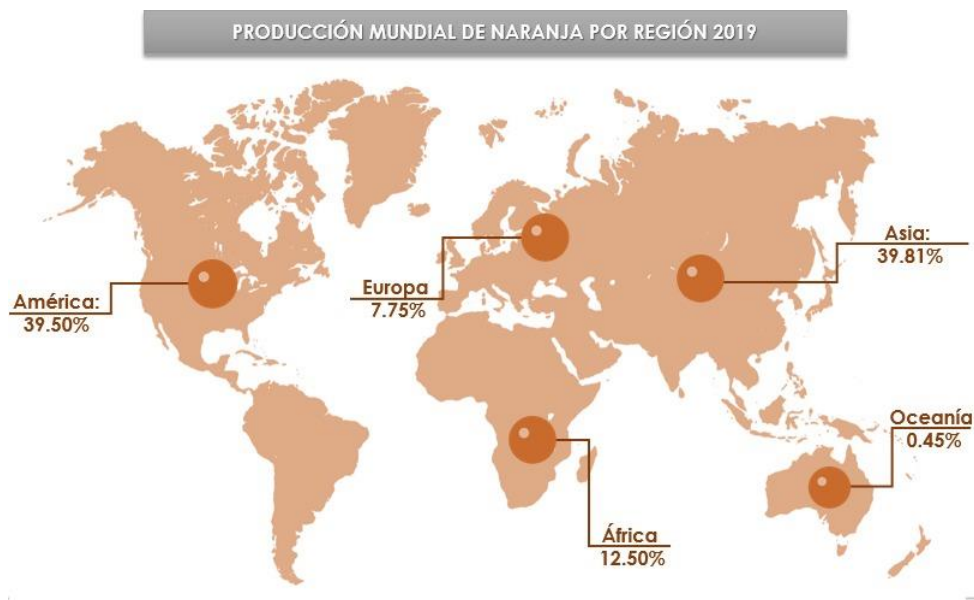 PRODUCCIÓN MUNDIAL DE NARANJA POR REGIÓN 2019
América:
39.50%
Europa
7.75%
Asia:
39.81%
África
12.50%
Oceanía
0.45%